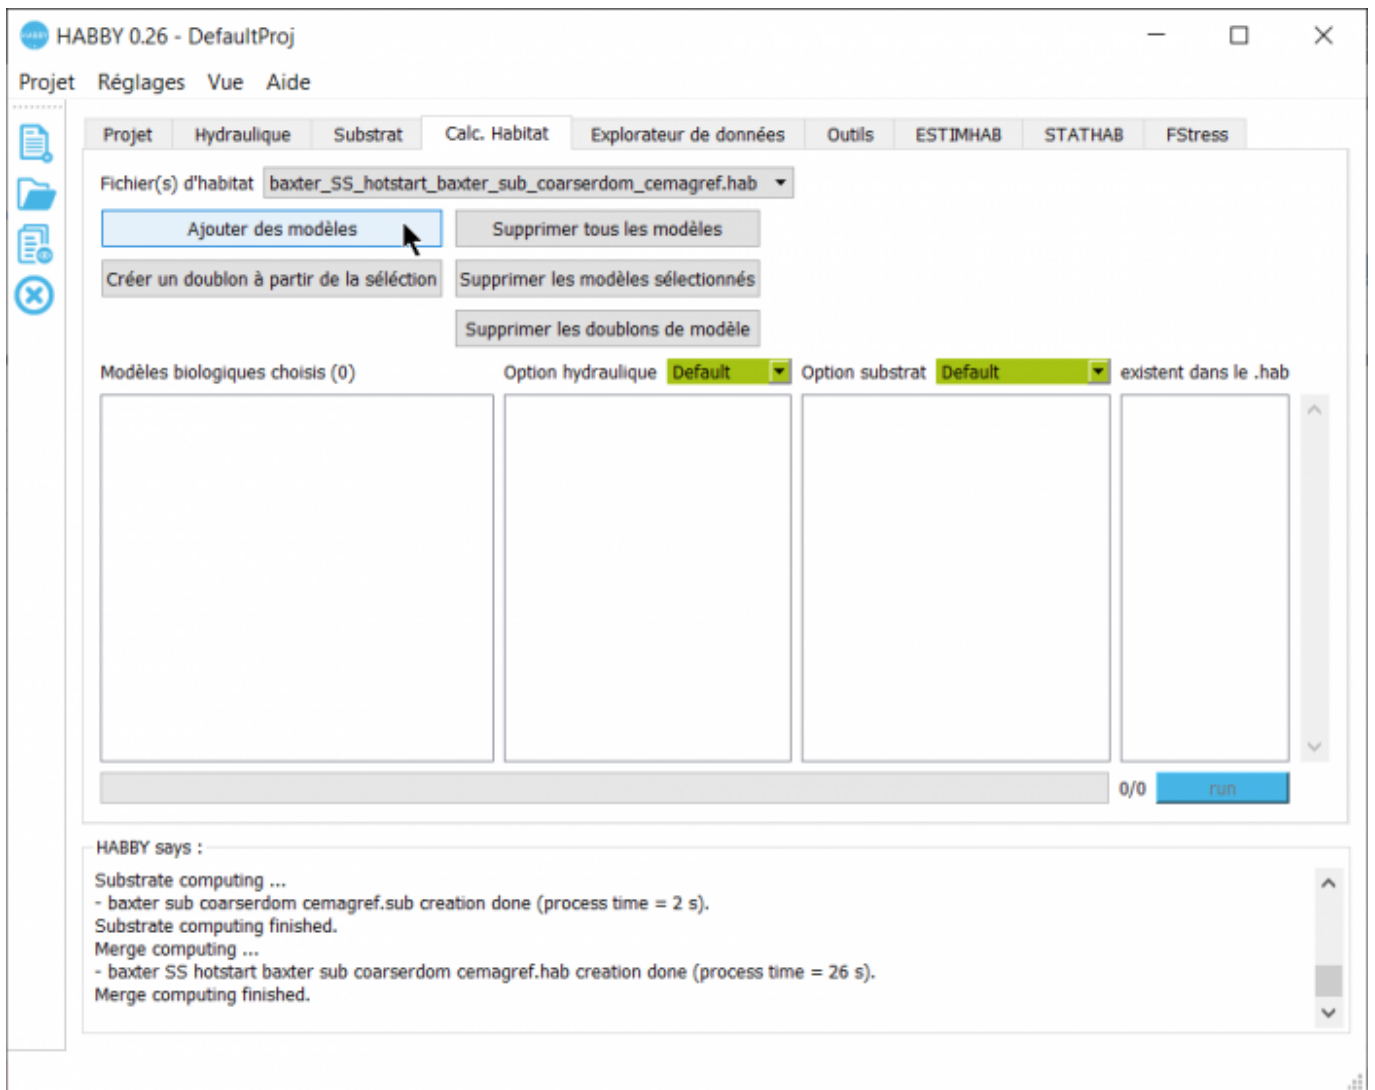 HABBY 0.26 - DefaultProj
Projet Réglages Vue Aide
Projet Hydraulique Substrat Calc. Habitat Explorateur de données Outils ESTIMHAB STATHAB FStress
Fichier(s) d'habitat baxter_SS_hotstart_baxter_sub_coarserdom_cemagref.hab
Ajouter des modèles Supprimer tous les modèles
Créer un doublon à partir de la séléction Supprimer les modèles sélectionnés
Supprimer les doublons de modèle
Modèles biologiques choisis (0) Option hydraulique Default Option substrat Default existent dans le .hab
0/0 run
HABBY says :
Substrate computing ...
- baxter sub coarserdom cemagref.sub creation done (process time = 2 s).
Substrate computing finished.
Merge computing ...
- baxter SS hotstart baxter sub coarserdom cemagref.hab creation done (process time = 26 s).
Merge computing finished.